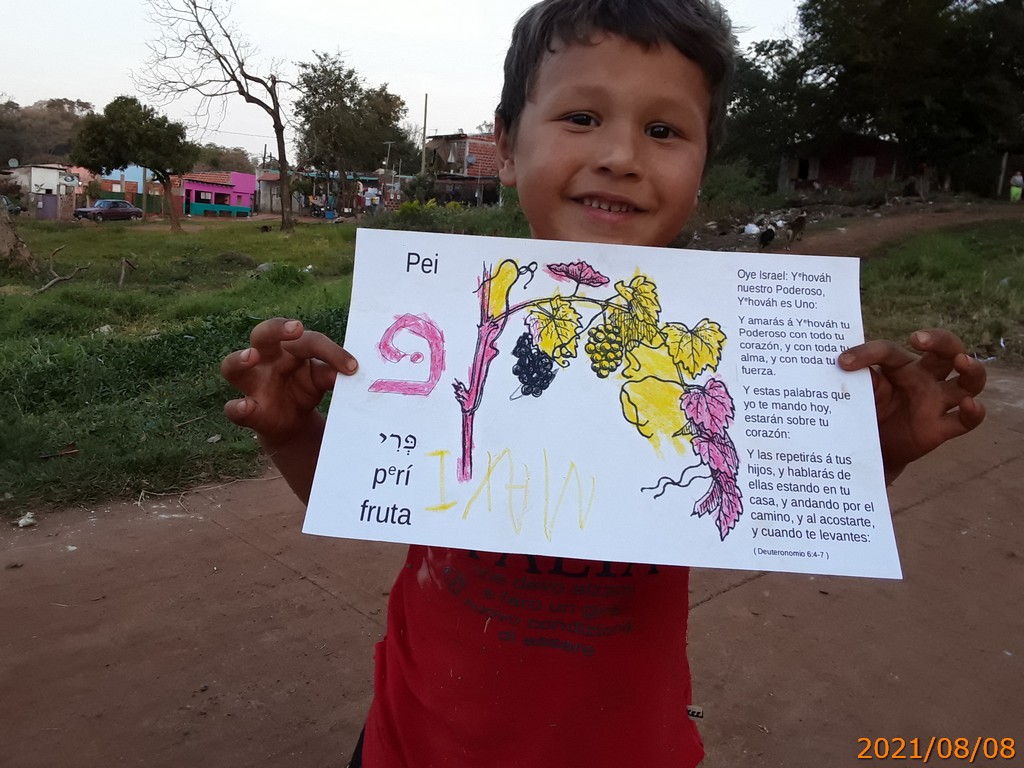 Pei
פ
פְּרִי
pᵉrí
fruta
MAXI
Oye Israel: Yᵉhováh
nuestro Poderoso,
Yᵉhováh es Uno:
Y amarás á Yᵉhováh tu
Poderoso con todo tu
corazón, y con toda tu
alma, y con toda tu
fuerza.
Y estas palabras que
yo te mando hoy,
estarán sobre tu
corazón:
Y las repetirás á tus
hijos, y hablarás de
ellas estando en tu
casa, y andando por el
camino, y al acostarte,
y cuando te levantes:
( Deuteronomio 6:4-7 )
2021/08/08